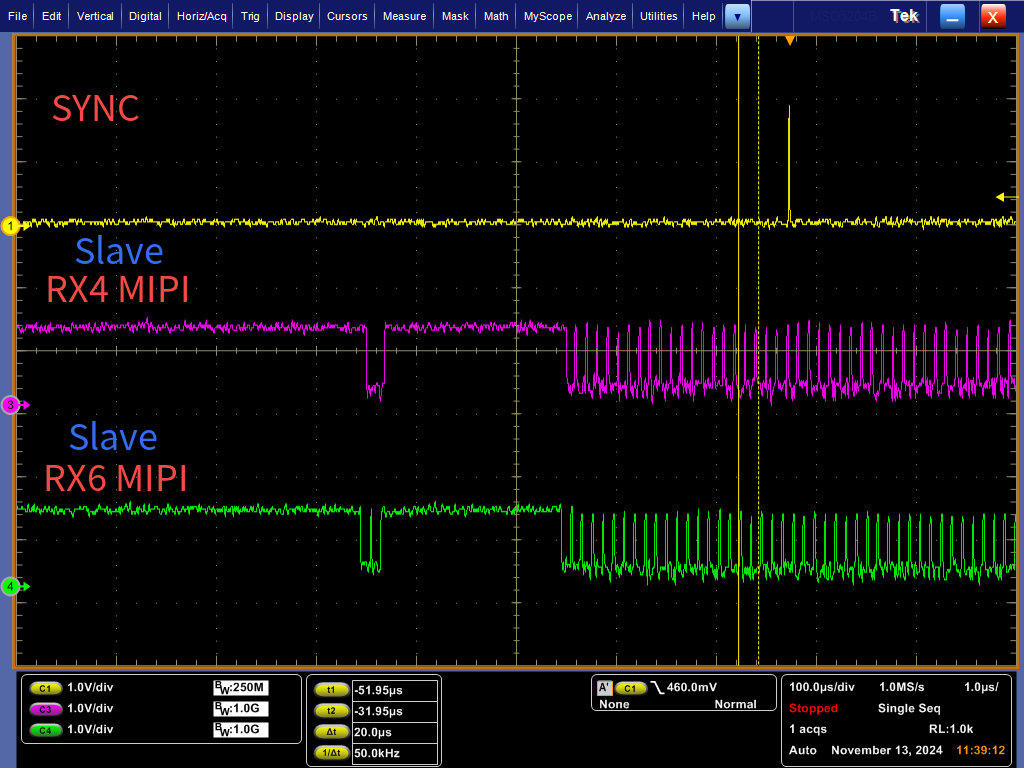 File Edit Vertical Digital Horiz/Acq Trig Display Cursors Measure Mask Math MyScope Analyze Utilities Help Tek X
SYNC
1
Slave
RX4 MIPI
3
Slave
RX6 MIPI
4
C1 1.0V/div BW:250M
C3 1.0V/div BW:1.0G
C4 1.0V/div BW:1.0G
t1 -51.95µs
t2 -31.95µs
Δt 20.0µs
1/Δt 50.0kHz
A' C1 460.0mV
None Normal
100.0µs/div 1.0MS/s 1.0µs/
Stopped Single Seq
1 acqs RL:1.0k
Auto November 13, 2024 11:39:12